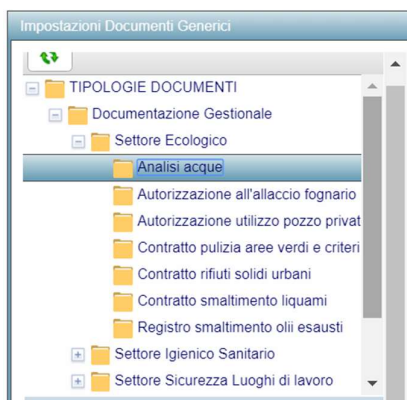 Impostazioni Documenti Generici
TIPOLOGIE DOCUMENTI
Documentazione Gestionale
Settore Ecologico
Analisi acque
Autorizzazione all'allaccio fognario
Autorizzazione utilizzo pozzo privat
Contratto pulizia aree verdi e criteri
Contratto rifiuti solidi urbani
Contratto smaltimento liquami
Registro smaltimento olii esausti
Settore Igienico Sanitario
Settore Sicurezza Luoghi di lavoro